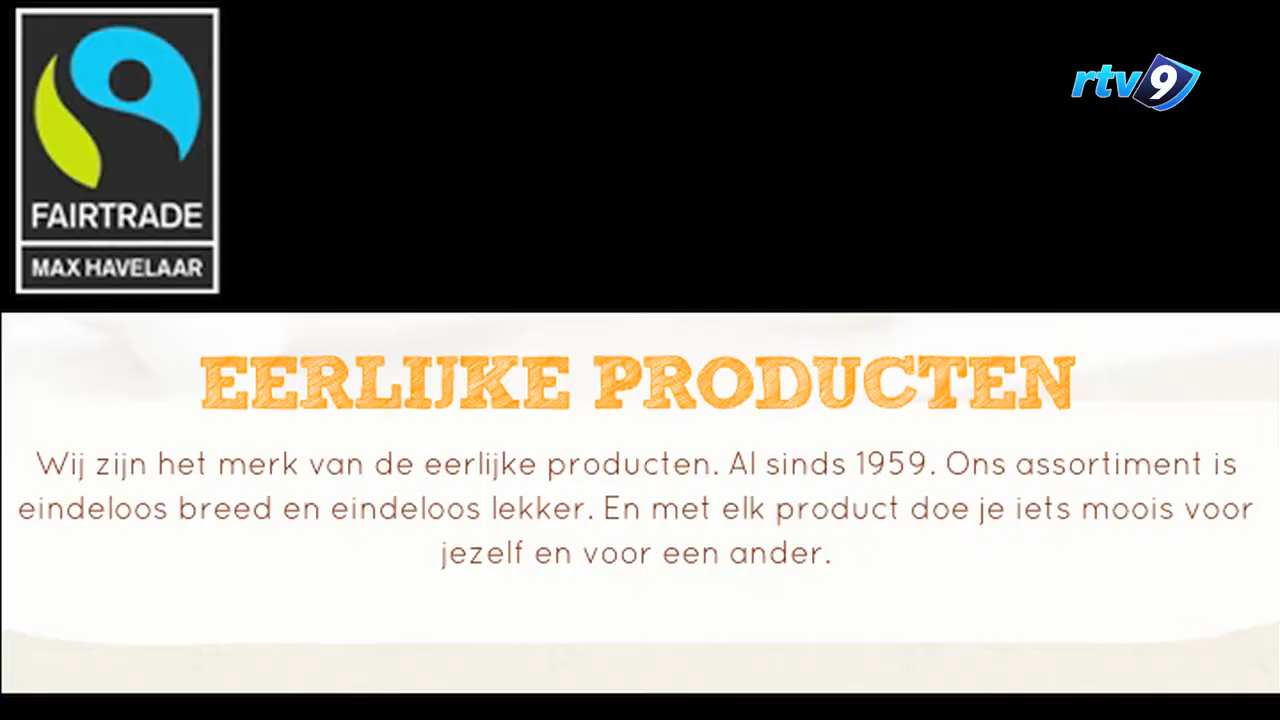 FAIRTRADE
MAX HAVELAAR
rtv9
EERLIJKE PRODUCTEN
Wij zijn het merk van de eerlijke producten. Al sinds 1959. Ons assortiment is
eindeloos breed en eindeloos lekker. En met elk product doe je iets moois voor
jezelf en voor een ander.